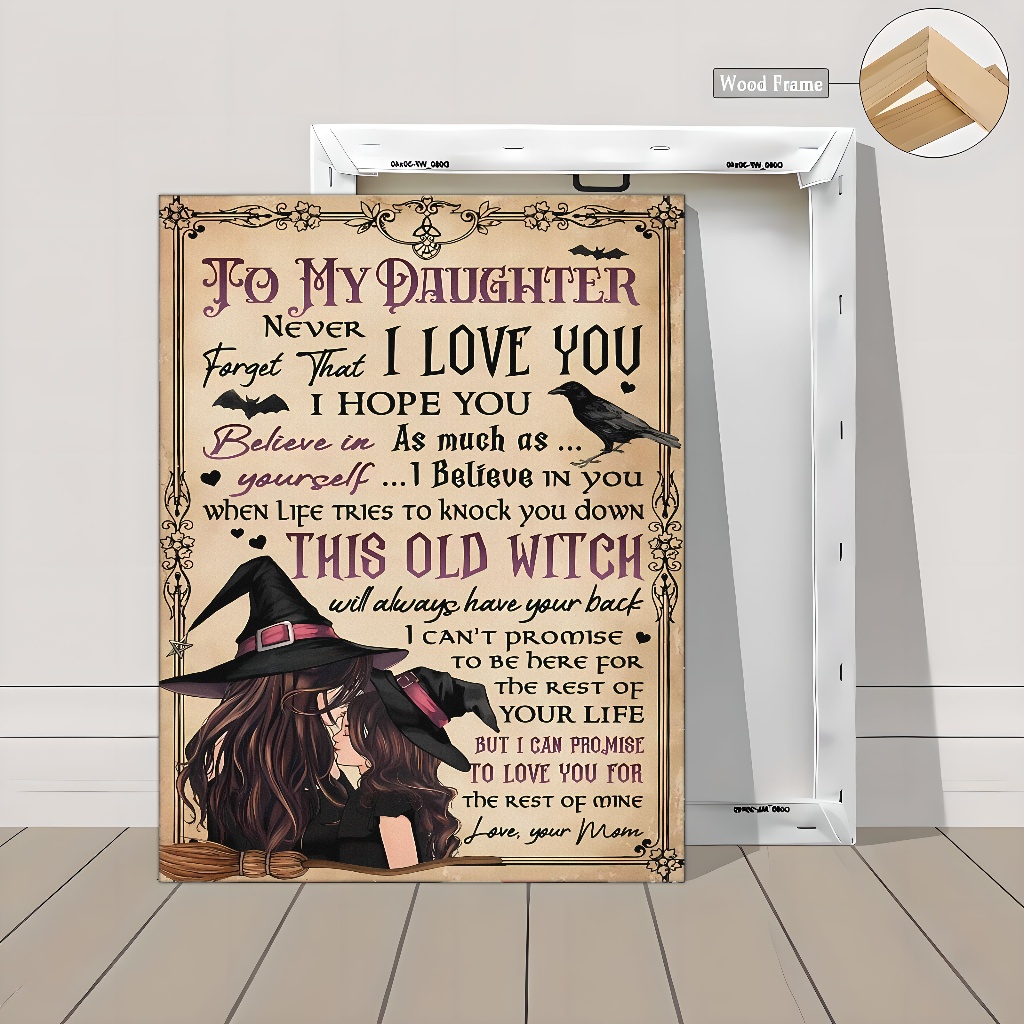 Wood Frame
TO MY DAUGHTER
NEVER
Forget That I LOVE YOU
I HOPE YOU
Believe in As much as ...
yourself ...I Believe IN YOU
WHEN LIFE TRIES TO KNOCK YOU DOWN
THIS OLD WITCH
will always have your back
I CAN'T PROMISE
TO BE HERE FOR
THE REST OF
YOUR LIFE
BUT I CAN PROMISE
TO LOVE YOU FOR
THE REST OF MINE
Love, your Mom